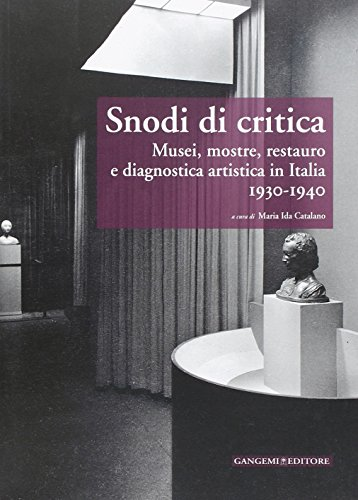 Snodi di critica
Musei, mostre, restauro
e diagnostica artistica in Italia
1930-1940
a cura di Maria Ida Catalano
GANGEMI EDITORE